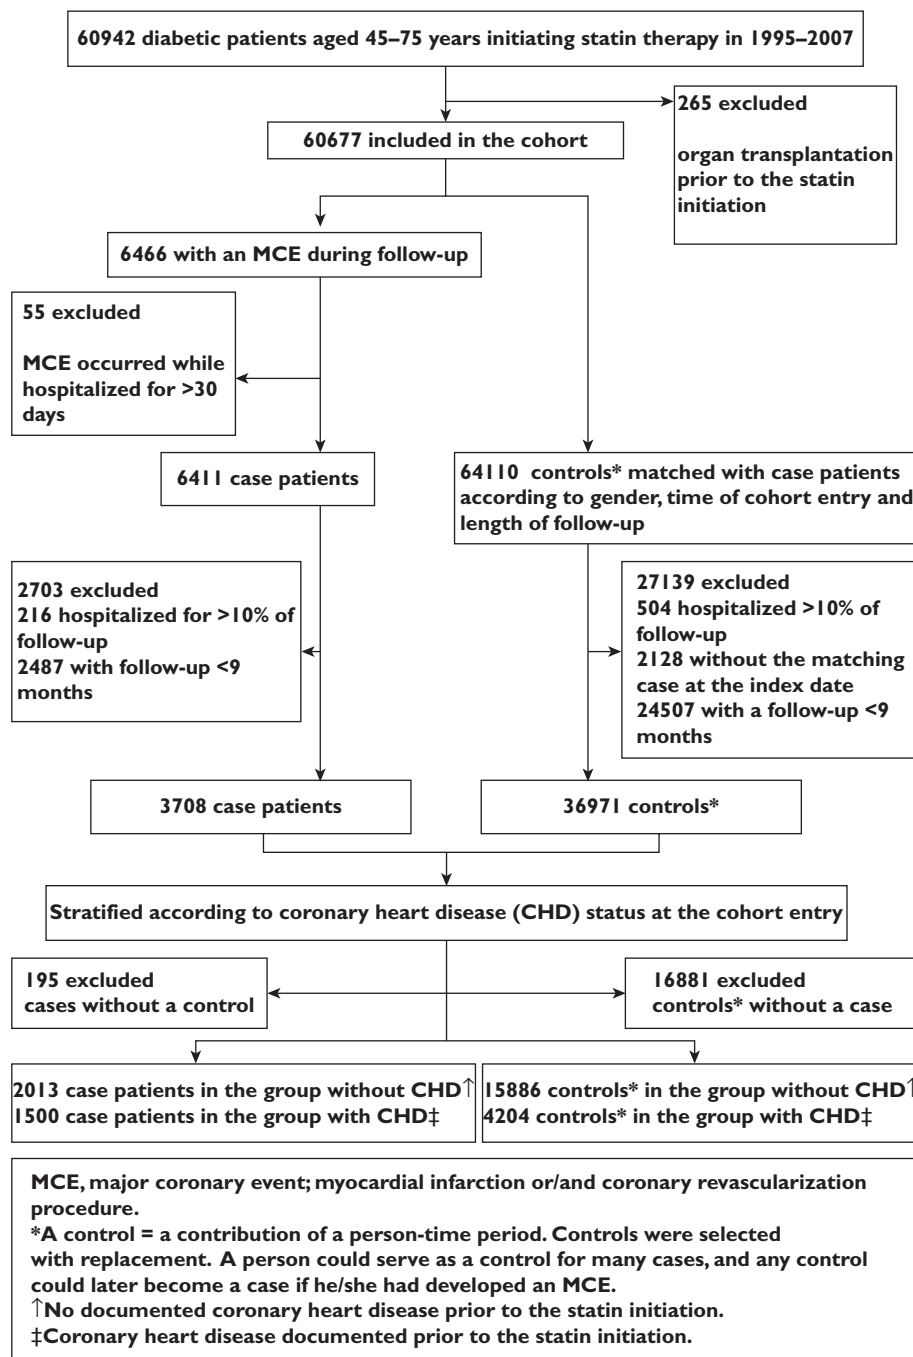 60942 diabetic patients aged 45–75 years initiating statin therapy in 1995–2007
265 excluded
organ transplantation
prior to the statin
initiation
60677 included in the cohort
6466 with an MCE during follow-up
55 excluded
MCE occurred while
hospitalized for >30
days
6411 case patients
64110 controls* matched with case patients
according to gender, time of cohort entry and
length of follow-up
2703 excluded
216 hospitalized for >10% of
follow-up
2487 with follow-up <9
months
27139 excluded
504 hospitalized >10% of
follow-up
2128 without the matching
case at the index date
24507 with a follow-up <9
months
3708 case patients
36971 controls*
Stratified according to coronary heart disease (CHD) status at the cohort entry
195 excluded
cases without a control
16881 excluded
controls* without a case
2013 case patients in the group without CHD↑
1500 case patients in the group with CHD‡
15886 controls* in the group without CHD↑
4204 controls* in the group with CHD‡
MCE, major coronary event; myocardial infarction or/and coronary revascularization
procedure.
*A control = a contribution of a person-time period. Controls were selected
with replacement. A person could serve as a control for many cases, and any control
could later become a case if he/she had developed an MCE.
↑No documented coronary heart disease prior to the statin initiation.
‡Coronary heart disease documented prior to the statin initiation.